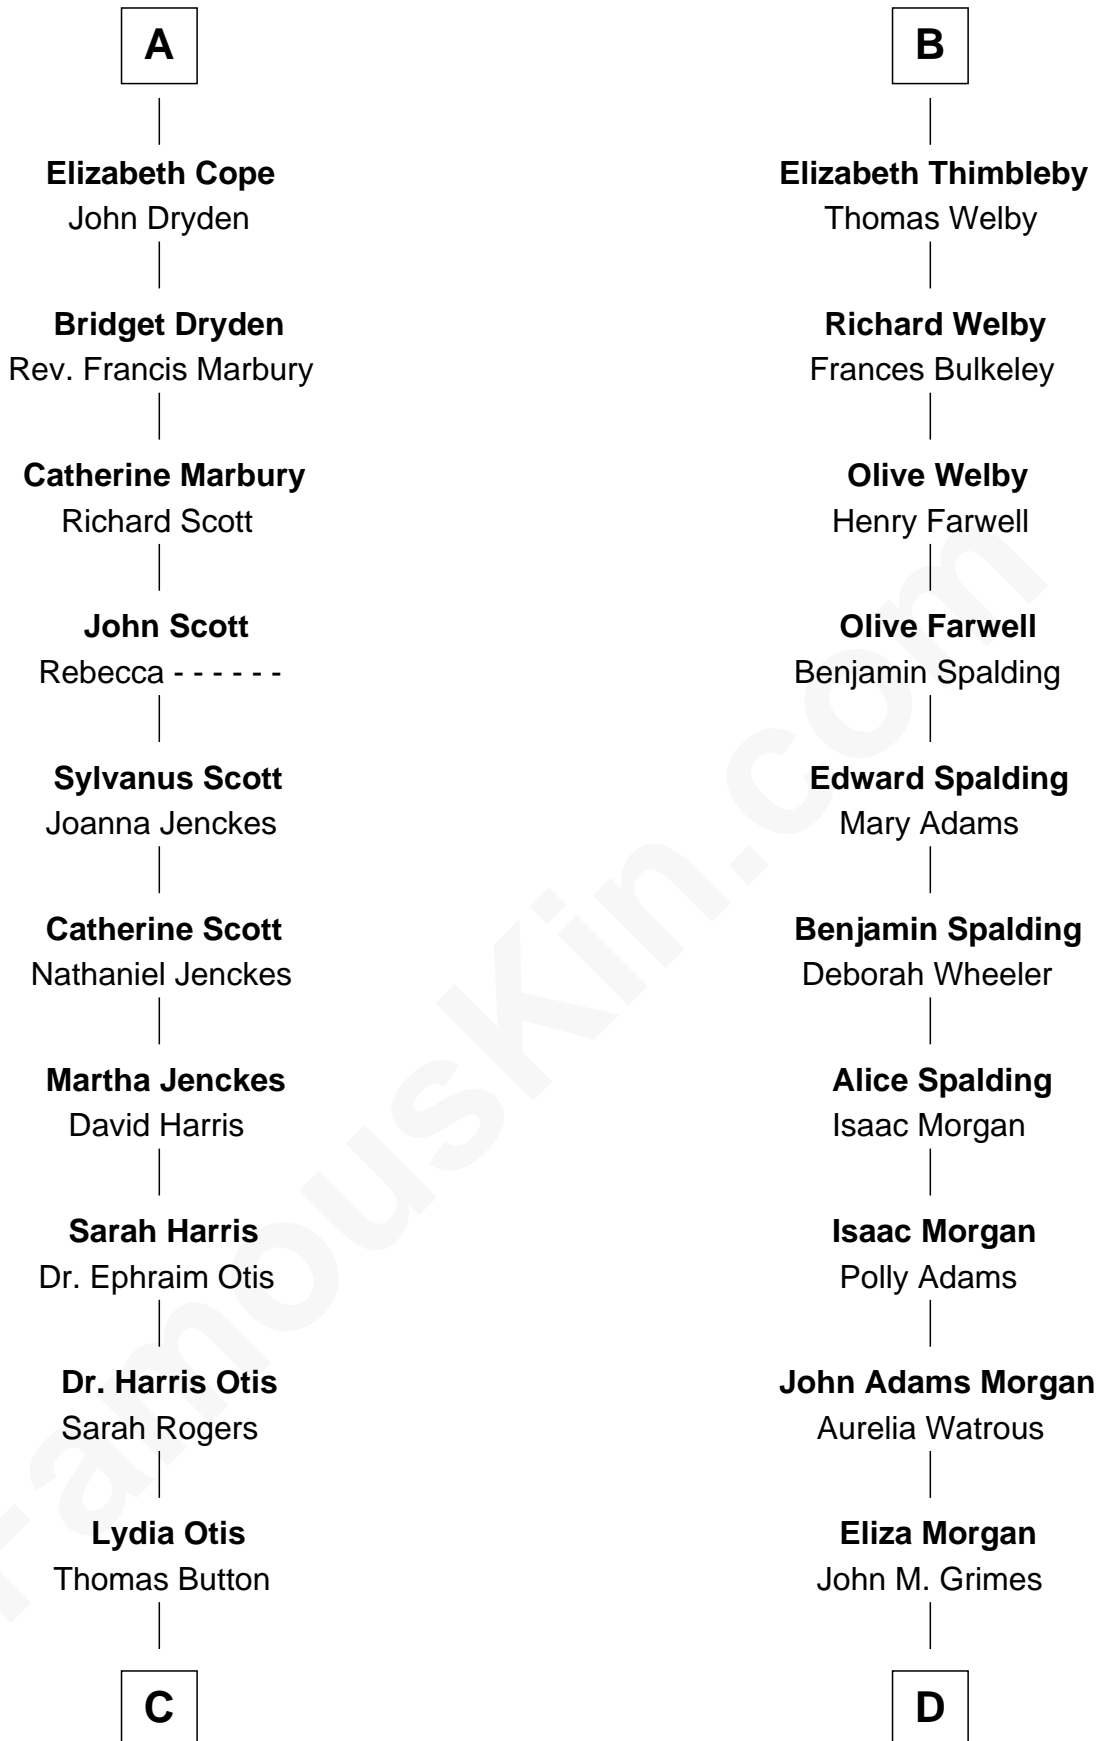 A
B
Elizabeth Cope
John Dryden
Elizabeth Thimbleby
Thomas Welby
Bridget Dryden
Rev. Francis Marbury
Richard Welby
Frances Bulkeley
Catherine Marbury
Richard Scott
Olive Welby
Henry Farwell
John Scott
Rebecca - - - - - -
Olive Farwell
Benjamin Spalding
Sylvanus Scott
Joanna Jenckes
Edward Spalding
Mary Adams
Catherine Scott
Nathaniel Jenckes
Benjamin Spalding
Deborah Wheeler
Martha Jenckes
David Harris
Alice Spalding
Isaac Morgan
Sarah Harris
Dr. Ephraim Otis
Isaac Morgan
Polly Adams
Dr. Harris Otis
Sarah Rogers
John Adams Morgan
Aurelia Watrous
Lydia Otis
Thomas Button
Eliza Morgan
John M. Grimes
C
D
FamousKin.com